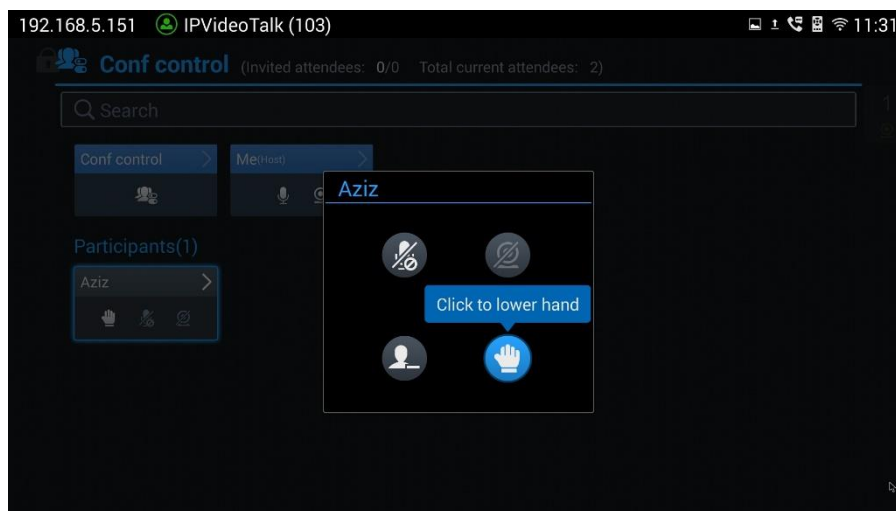 192.168.5.151 IPVideoTalk (103) 11:31
Conf control (Invited attendees: 0/0 Total current attendees: 2)
Search
1
Conf control Me(Host)
Aziz
Participants(1)
Aziz
Click to lower hand